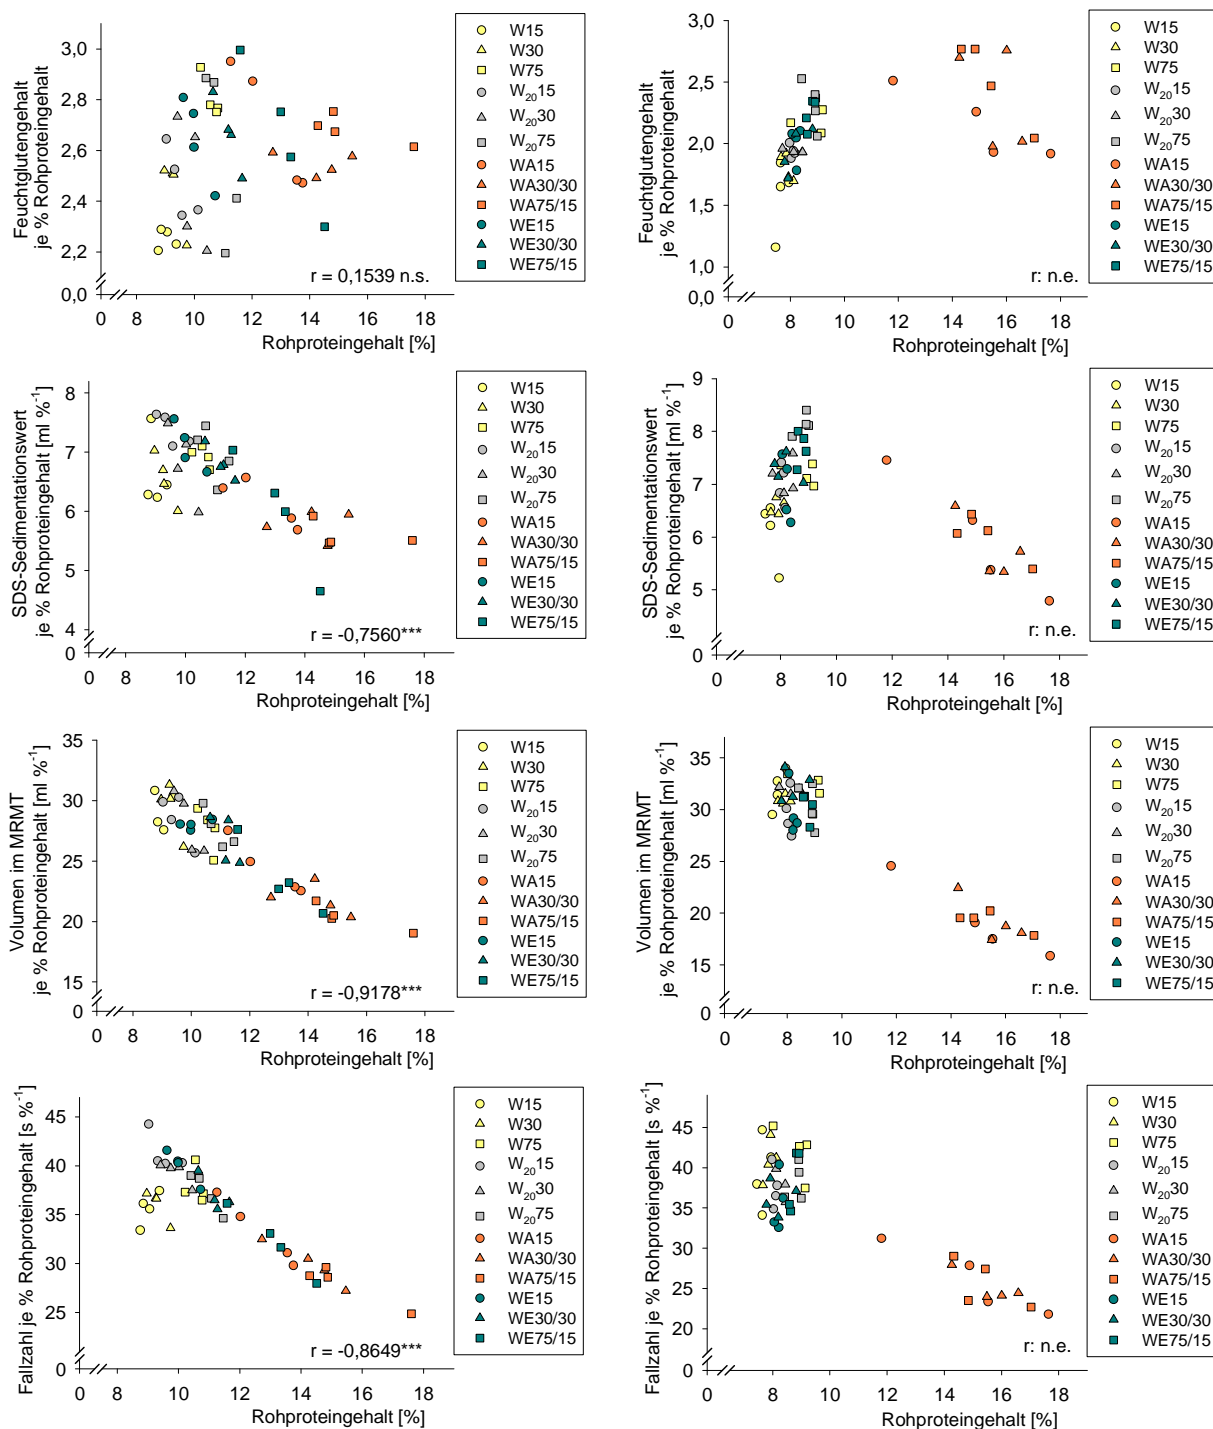 Feuchtglutengehalt
je % Rohproteingehalt
3,0
2,8
2,6
2,4
2,2
0,0
0 8 10 12 14 16 18
Rohproteingehalt [%]
r = 0,1539 n.s.
W15
W30
W75
W₂₀15
W₂₀30
W₂₀75
WA15
WA30/30
WA75/15
WE15
WE30/30
WE75/15
Feuchtglutengehalt
je % Rohproteingehalt
3,0
2,5
2,0
1,5
1,0
0,0
0 8 10 12 14 16 18
Rohproteingehalt [%]
r: n.e.
W15
W30
W75
W₂₀15
W₂₀30
W₂₀75
WA15
WA30/30
WA75/15
WE15
WE30/30
WE75/15
SDS-Sedimentationswert
je % Rohproteingehalt [ml %⁻¹]
8
7
6
5
4
0
0 8 10 12 14 16 18
Rohproteingehalt [%]
r = -0,7560***
W15
W30
W75
W₂₀15
W₂₀30
W₂₀75
WA15
WA30/30
WA75/15
WE15
WE30/30
WE75/15
SDS-Sedimentationswert
je % Rohproteingehalt [ml %⁻¹]
9
8
7
6
5
0
0 8 10 12 14 16 18
Rohproteingehalt [%]
r: n.e.
W15
W30
W75
W₂₀15
W₂₀30
W₂₀75
WA15
WA30/30
WA75/15
WE15
WE30/30
WE75/15
Volumen im MRMT
je % Rohproteingehalt [ml %⁻¹]
35
30
25
20
15
0
0 8 10 12 14 16 18
Rohproteingehalt [%]
r = -0,9178***
W15
W30
W75
W₂₀15
W₂₀30
W₂₀75
WA15
WA30/30
WA75/15
WE15
WE30/30
WE75/15
Volumen im MRMT
je % Rohproteingehalt [ml %⁻¹]
35
30
25
20
15
0
0 8 10 12 14 16 18
Rohproteingehalt [%]
r: n.e.
W15
W30
W75
W₂₀15
W₂₀30
W₂₀75
WA15
WA30/30
WA75/15
WE15
WE30/30
WE75/15
Fallzahl je % Rohproteingehalt [s %⁻¹]
45
40
35
30
25
0
0 8 10 12 14 16 18
Rohproteingehalt [%]
r = -0,8649***
W15
W30
W75
W₂₀15
W₂₀30
W₂₀75
WA15
WA30/30
WA75/15
WE15
WE30/30
WE75/15
Fallzahl je % Rohproteingehalt [s %⁻¹]
45
40
35
30
25
20
0
0 8 10 12 14 16 18
Rohproteingehalt [%]
r: n.e.
W15
W30
W75
W₂₀15
W₂₀30
W₂₀75
WA15
WA30/30
WA75/15
WE15
WE30/30
WE75/15